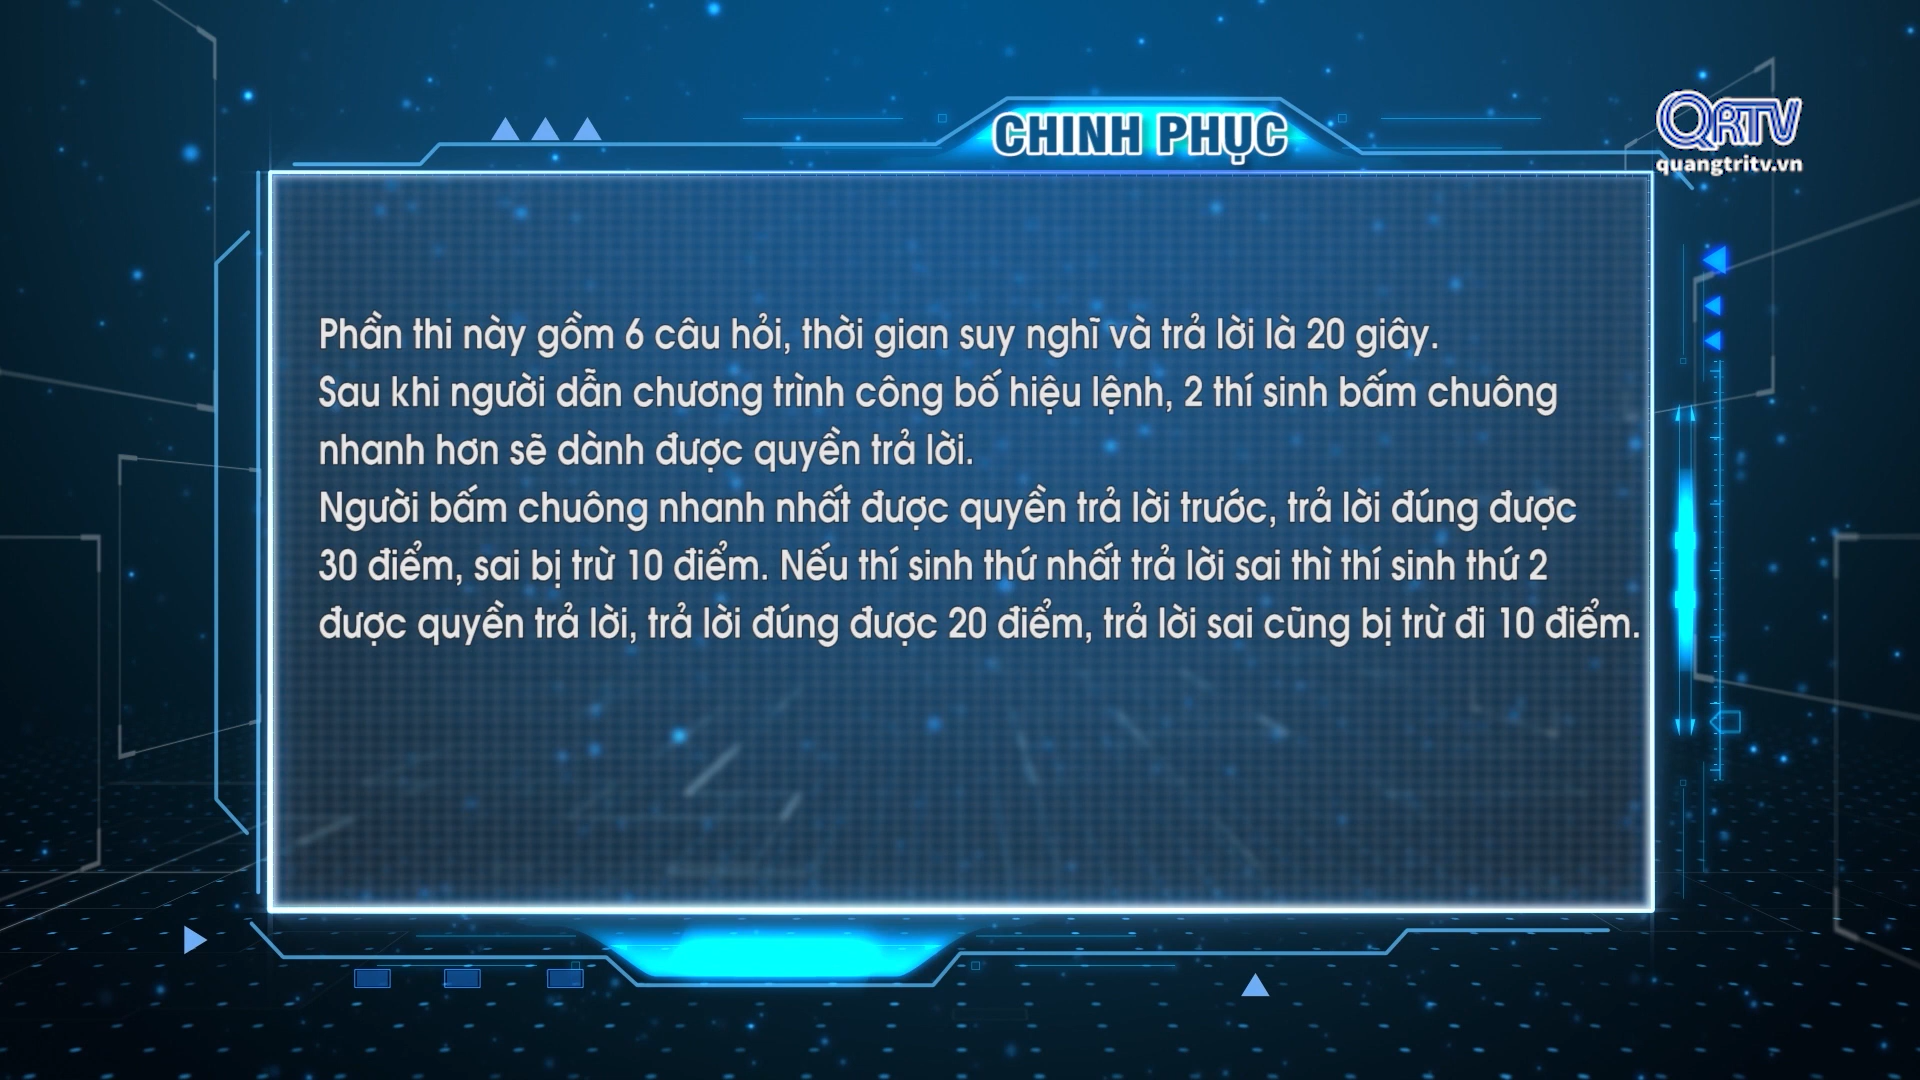 CHINH PHỤC
QRTV
quangtritv.vn
Phần thi này gồm 6 câu hỏi, thời gian suy nghĩ và trả lời là 20 giây.
Sau khi người dẫn chương trình công bố hiệu lệnh, 2 thí sinh bấm chuông
nhanh hơn sẽ dành được quyền trả lời.
Người bấm chuông nhanh nhất được quyền trả lời trước, trả lời đúng được
30 điểm, sai bị trừ 10 điểm. Nếu thí sinh thứ nhất trả lời sai thì thí sinh thứ 2
được quyền trả lời, trả lời đúng được 20 điểm, trả lời sai cũng bị trừ đi 10 điểm.